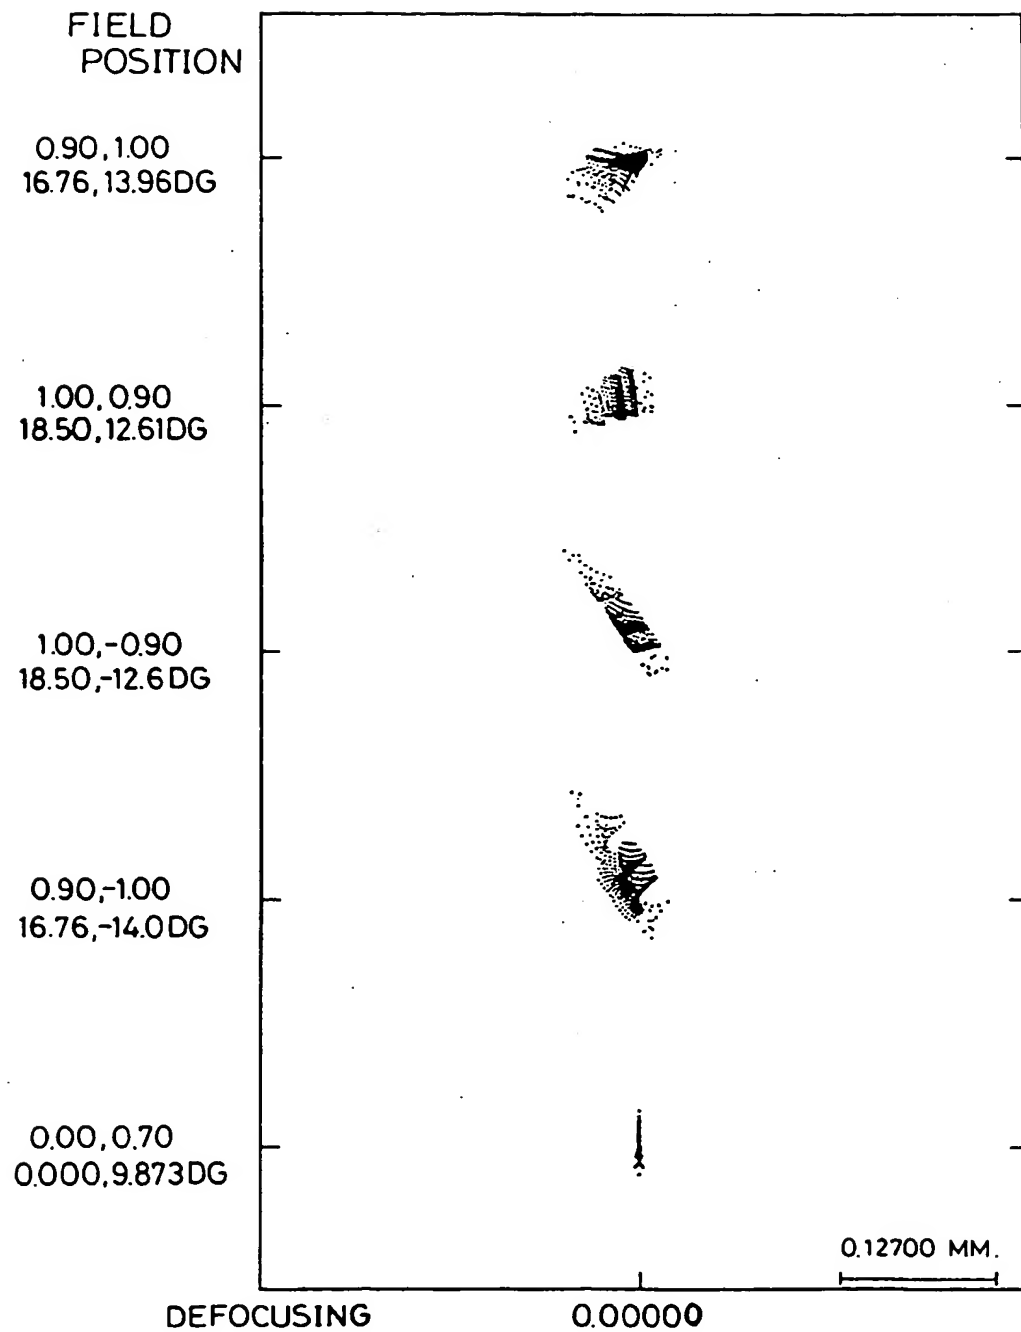 FIELD
POSITION
0.90,1.00
16.76,13.96DG
1.00,0.90
18.50,12.61DG
1.00,-0.90
18.50,-12.6DG
0.90,-1.00
16.76,-14.0DG
0.00,0.70
0.000,9.873DG
0.12700 MM.
DEFOCUSING 0.00000